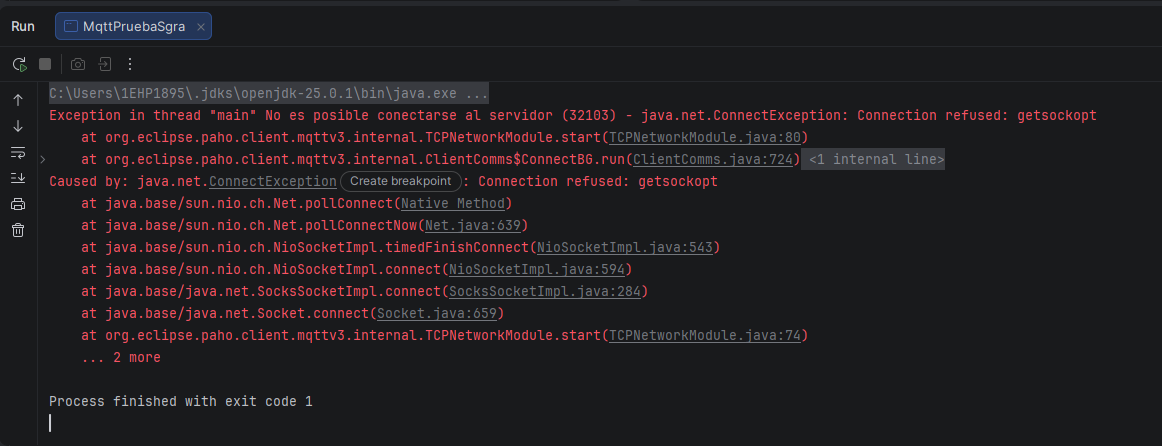 Run MqttPruebaSgra
C:\Users\1EHP1895\.jdks\openjdk-25.0.1\bin\java.exe ...
Exception in thread "main" No es posible conectarse al servidor (32103) - java.net.ConnectException: Connection refused: getsockopt
at org.eclipse.paho.client.mqttv3.internal.TCPNetworkModule.start(TCPNetworkModule.java:80)
at org.eclipse.paho.client.mqttv3.internal.ClientComms$ConnectBG.run(ClientComms.java:724) <1 internal line>
Caused by: java.net.ConnectException Create breakpoint : Connection refused: getsockopt
at java.base/sun.nio.ch.Net.pollConnect(Native Method)
at java.base/sun.nio.ch.Net.pollConnectNow(Net.java:639)
at java.base/sun.nio.ch.NioSocketImpl.timedFinishConnect(NioSocketImpl.java:543)
at java.base/sun.nio.ch.NioSocketImpl.connect(NioSocketImpl.java:594)
at java.base/java.net.SocksSocketImpl.connect(SocksSocketImpl.java:284)
at java.base/java.net.Socket.connect(Socket.java:659)
at org.eclipse.paho.client.mqttv3.internal.TCPNetworkModule.start(TCPNetworkModule.java:74)
... 2 more
Process finished with exit code 1